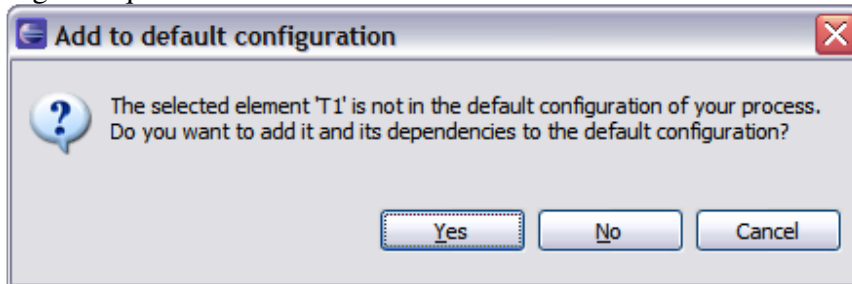 Add to default configuration
The selected element 'T1' is not in the default configuration of your process.
Do you want to add it and its dependencies to the default configuration?
Yes
No
Cancel